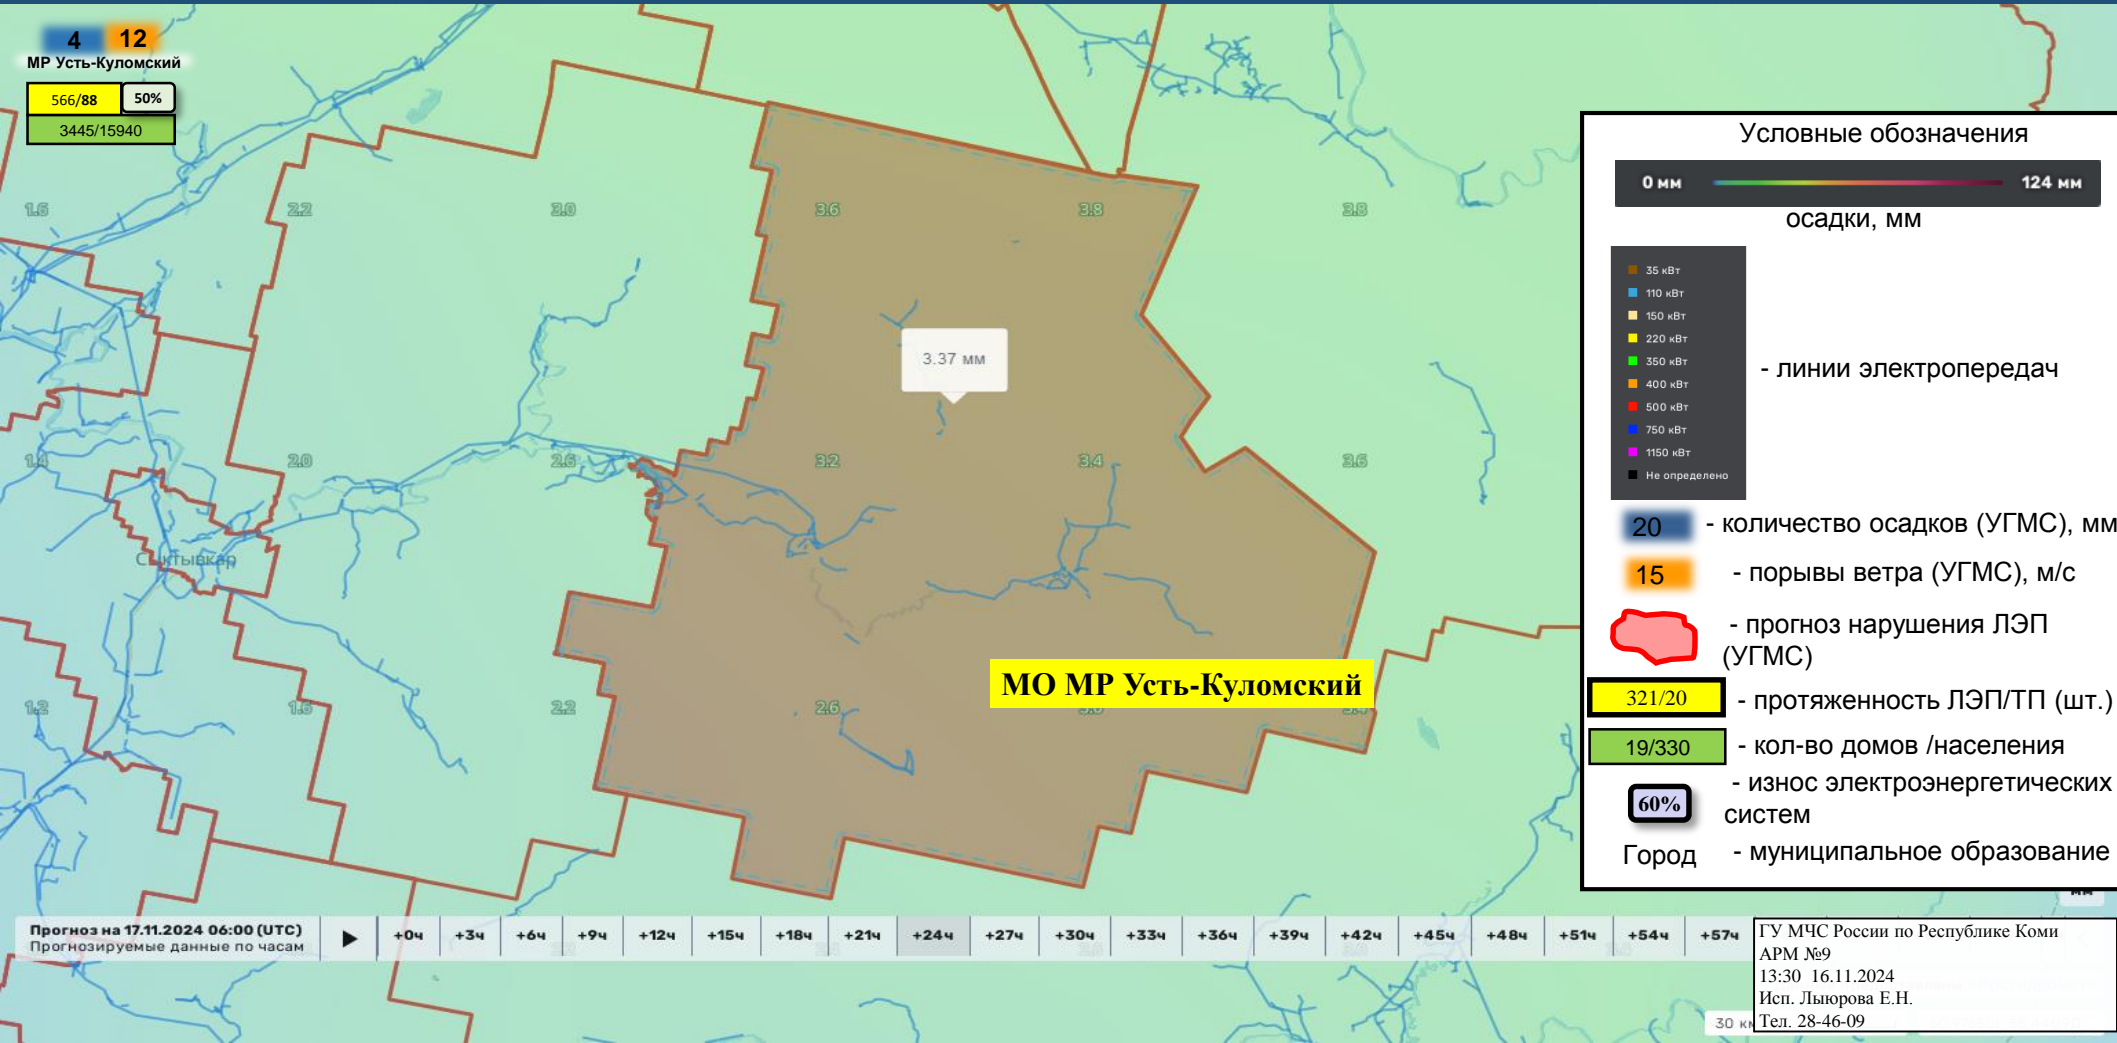 4 12
МР Усть-Куломский
566/88 50%
3445/15940
1.6 2.2 3.0 3.6 3.8 3.8
3.37 мм
1.4 2.0 2.6 3.2 3.4 3.6
Сыктывкар
МО МР Усть-Куломский
1.2 1.6 2.2 2.6
Условные обозначения
0 мм 124 мм
осадки, мм
35 кВт
110 кВт
150 кВт
220 кВт
350 кВт
400 кВт
500 кВт
750 кВт
1150 кВт
Не определено
- линии электропередач
20 - количество осадков (УГМС), мм
15 - порывы ветра (УГМС), м/с
- прогноз нарушения ЛЭП
(УГМС)
321/20 - протяженность ЛЭП/ТП (шт.)
19/330 - кол-во домов /населения
60% - износ электроэнергетических
систем
Город - муниципальное образование
Прогноз на 17.11.2024 06:00 (UTC)
Прогнозируемые данные по часам
+0ч +3ч +6ч +9ч +12ч +15ч +18ч +21ч +24ч +27ч +30ч +33ч +36ч +39ч +42ч +45ч +48ч +51ч +54ч +57ч
ГУ МЧС России по Республике Коми
АРМ №9
13:30 16.11.2024
Исп. Лыюрова Е.Н.
Тел. 28-46-09
30